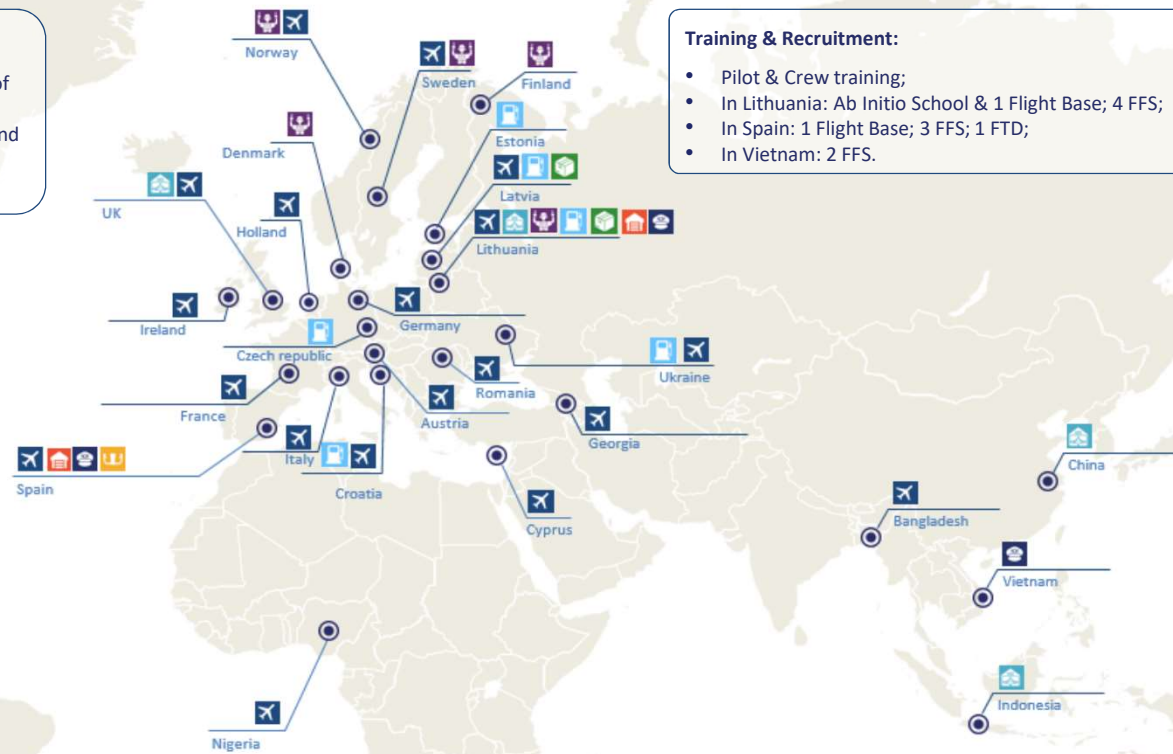 of
nd
Training & Recruitment:
• Pilot & Crew training;
• In Lithuania: Ab Initio School & 1 Flight Base; 4 FFS;
• In Spain: 1 Flight Base; 3 FFS; 1 FTD;
• In Vietnam: 2 FFS.
Norway
Sweden
Finland
Denmark
Estonia
UK
Latvia
Holland
Lithuania
Ireland
Germany
Czech republic
Ukraine
Romania
France
Austria
Georgia
Italy
Spain
Croatia
China
Cyprus
Bangladesh
Vietnam
Indonesia
Nigeria